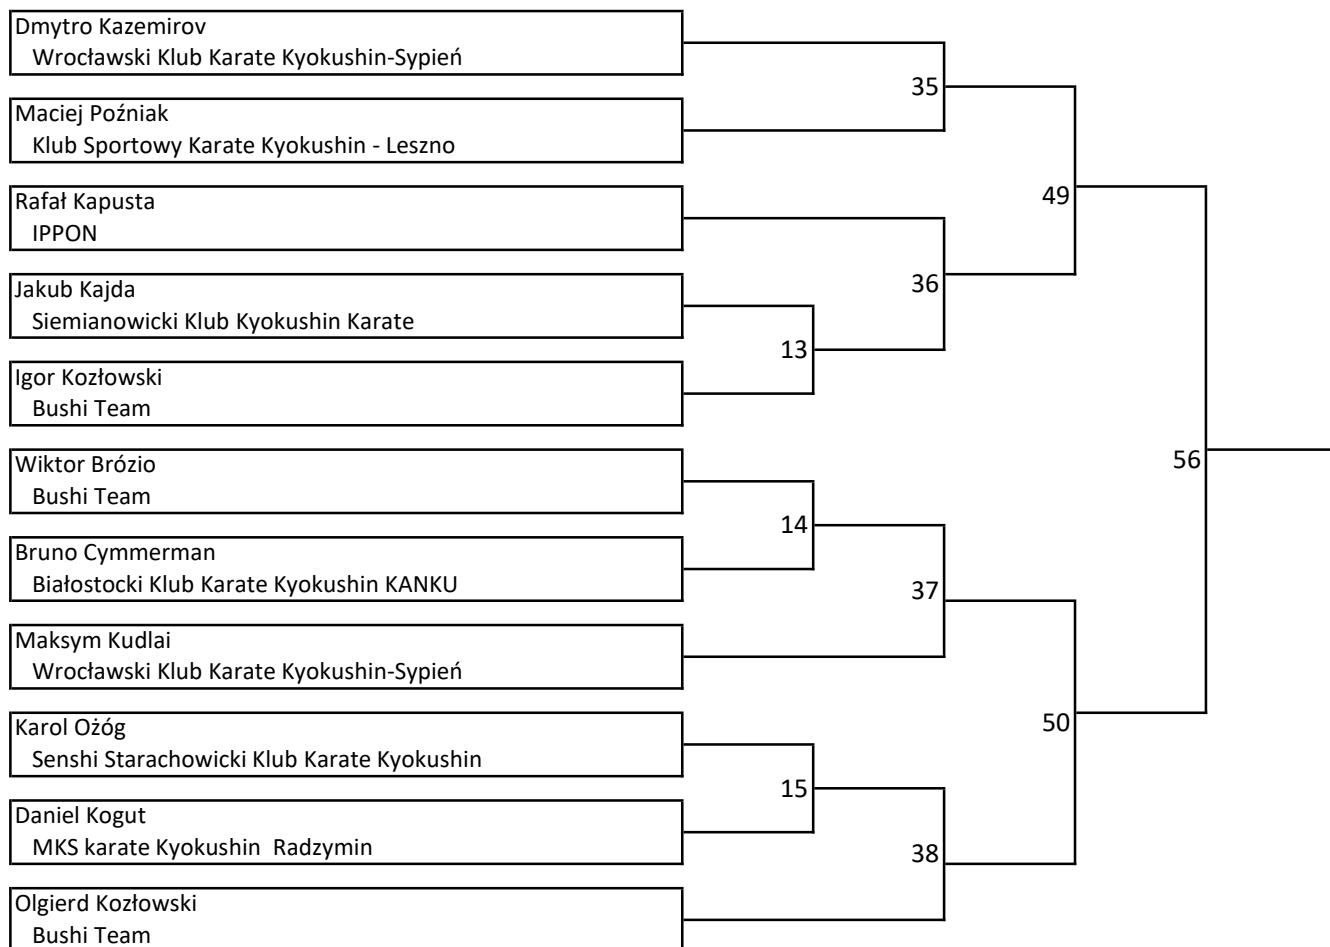 Dmytro Kazemirov
Wrocławski Klub Karate Kyokushin-Sypień
35
Maciej Poźniak
Klub Sportowy Karate Kyokushin - Leszno
49
Rafał Kapusta
IPPON
36
Jakub Kajda
Siemianowicki Klub Kyokushin Karate
13
Igor Kozłowski
Bushi Team
56
Wiktor Brózio
Bushi Team
14
Bruno Cymmerman
Białostocki Klub Karate Kyokushin KANKU
37
Maksym Kudlai
Wrocławski Klub Karate Kyokushin-Sypień
50
Karol Ożóg
Senshi Starachowicki Klub Karate Kyokushin
15
Daniel Kogut
MKS karate Kyokushin  Radzymin
38
Olgierd Kozłowski
Bushi Team